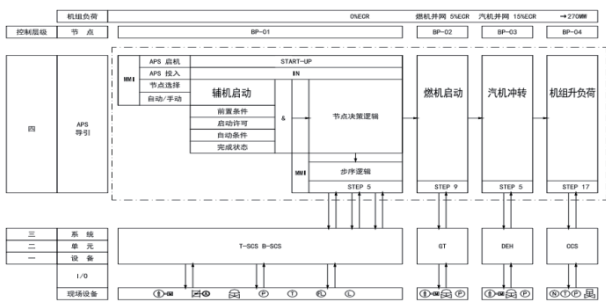 机组负荷 0%ECR 燃机并网 5%ECR 汽机并网 15%ECR →270MW
控制层级 节 点 BP-01 BP-02 BP-03 BP-04
APS 启机 START-UP
APS 投入 IN
MMI 节点选择
自动/手动
辅机启动
前置条件
启动许可
自动条件
完成状态
&
节点决策逻辑
MMI 步序逻辑
燃机启动 汽机冲转 机组升负荷
四 APS
导引
STEP 5 STEP 9 STEP 5 STEP 17
三 系 统
二 单 元
一 设 备
T-SCS B-SCS GT DEH CCS
I/O
现场设备
P T FL L P P N T P